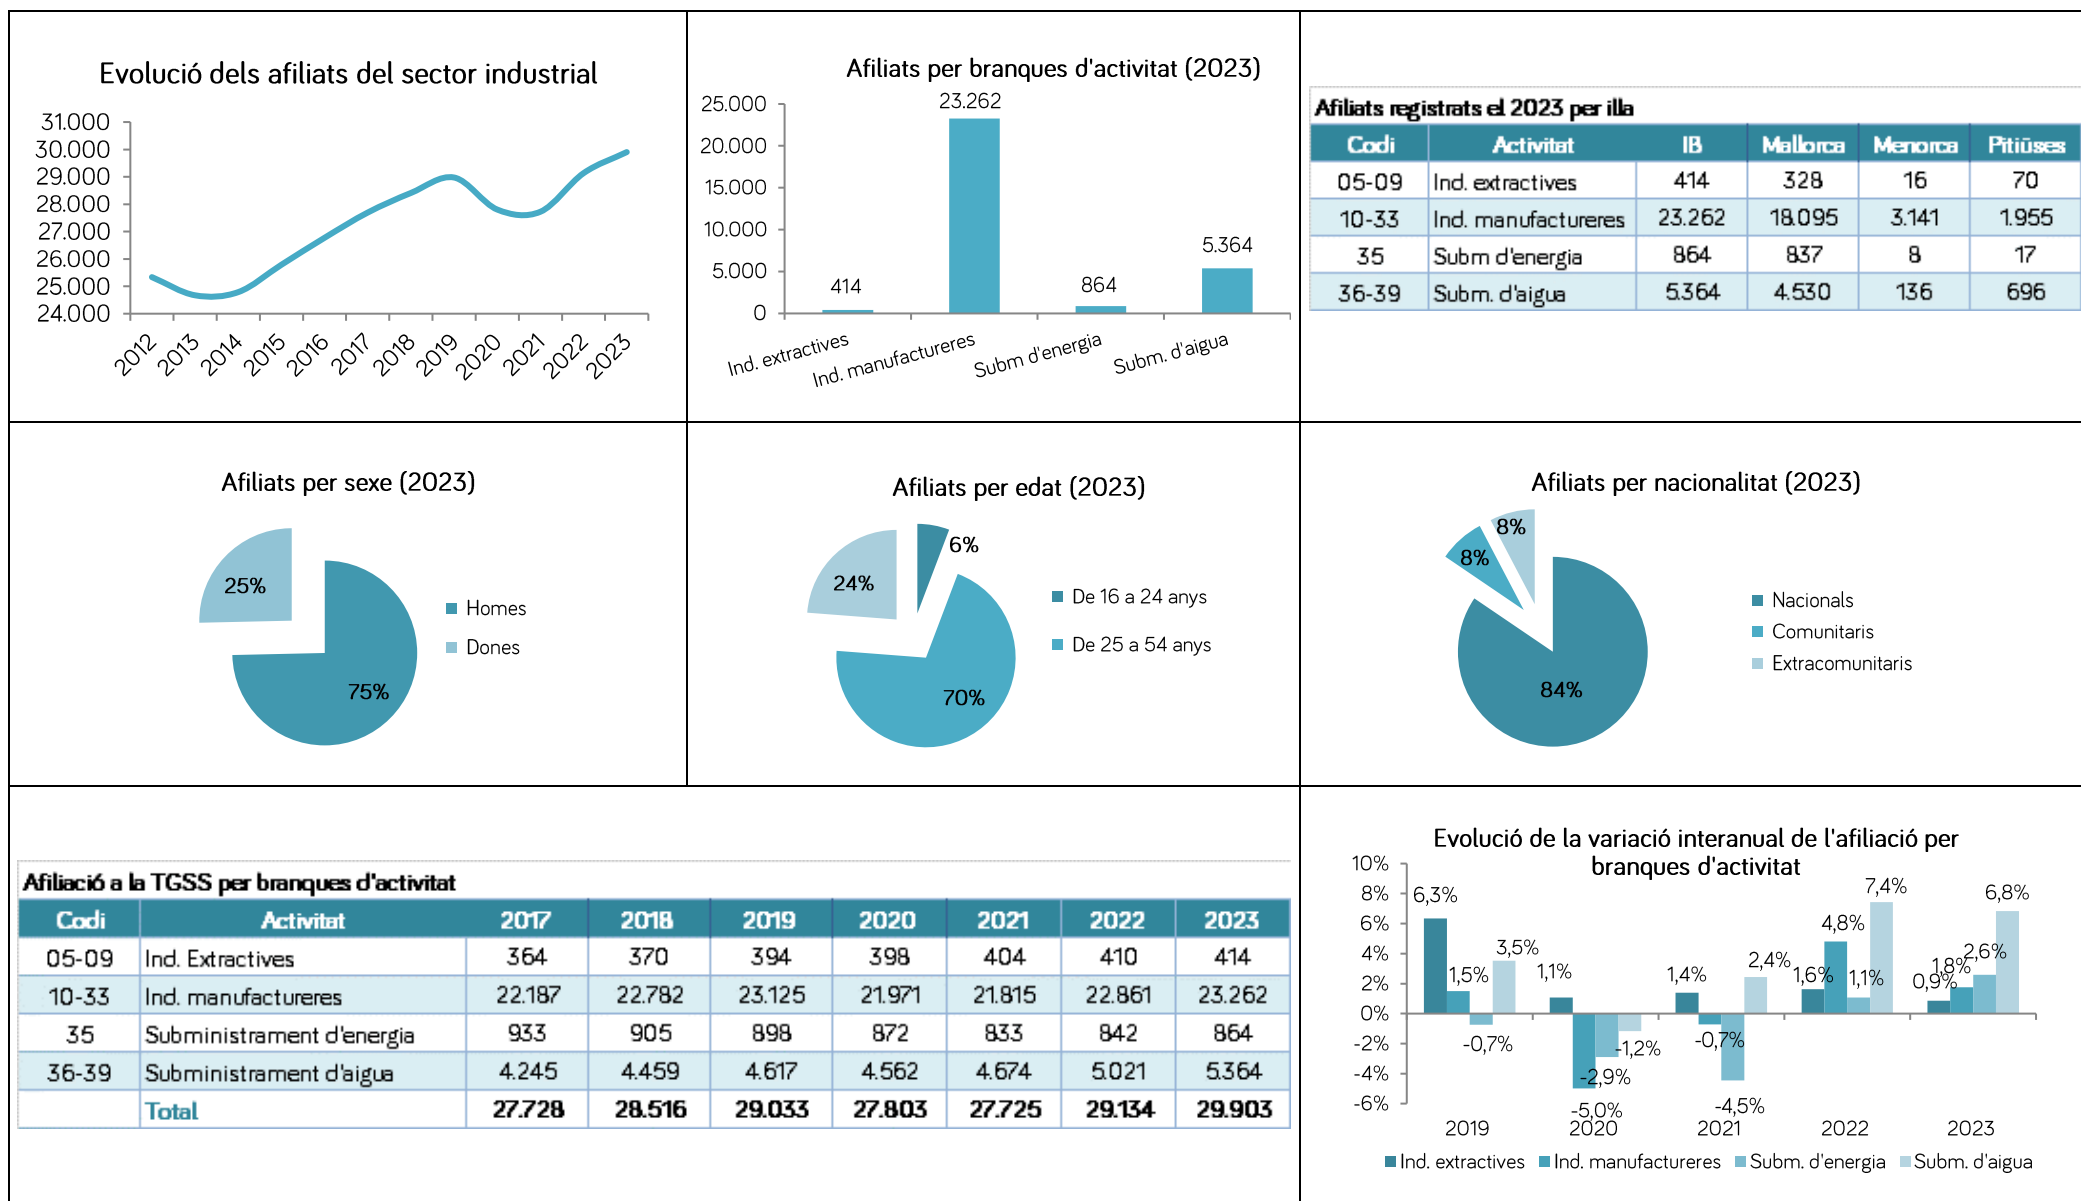 Evolució dels afiliats del sector industrial
31.000
30.000
29.000
28.000
27.000
26.000
25.000
24.000
2012 2013 2014 2015 2016 2017 2018 2019 2020 2021 2022 2023
Afiliats per branques d'activitat (2023)
25.000
20.000
15.000
10.000
5.000
0
414 23.262 864 5.364
Ind. extractives Ind. manufactureres Subm d'energia Subm. d'aigua
Afiliats registrats el 2023 per illa
Codi Activitat IB Mallorca Menorca Pitiüses
05-09 Ind. extractives 414 328 16 70
10-33 Ind. manufactureres 23.262 18.095 3.141 1.955
35 Subm d'energia 864 837 8 17
36-39 Subm. d'aigua 5.364 4.530 136 696
Afiliats per sexe (2023)
25%
75%
Homes
Dones
Afiliats per edat (2023)
6%
24%
70%
De 16 a 24 anys
De 25 a 54 anys
Afiliats per nacionalitat (2023)
8%
8%
84%
Nacionals
Comunitaris
Extracomunitaris
Afiliació a la TGSS per branques d'activitat
Codi Activitat 2017 2018 2019 2020 2021 2022 2023
05-09 Ind. Extractives 364 370 394 398 404 410 414
10-33 Ind. manufactureres 22.187 22.782 23.125 21.971 21.815 22.861 23.262
35 Subministrament d'energia 933 905 898 872 833 842 864
36-39 Subministrament d'aigua 4.245 4.459 4.617 4.562 4.674 5.021 5.364
Total 27.728 28.516 29.033 27.803 27.725 29.134 29.903
Evolució de la variació interanual de l'afiliació per
branques d'activitat
10%
8%
6%
4%
2%
0%
-2%
-4%
-6%
6,3% 1,5% -0,7% 3,5%
1,1% -5,0% -2,9% -1,2%
1,4% -0,7% -4,5% 2,4%
1,6% 4,8% 1,1% 7,4%
0,9% 1,8% 2,6% 6,8%
2019 2020 2021 2022 2023
Ind. extractives Ind. manufactureres Subm. d'energia Subm. d'aigua